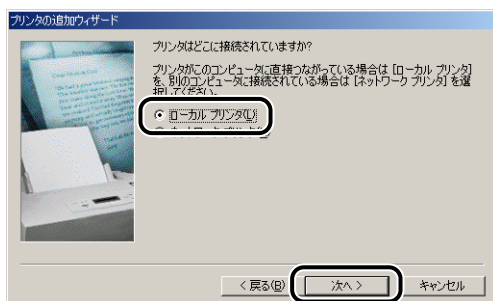 プリンタの追加ウィザード
プリンタはどこに接続されていますか?
プリンタがこのコンピュータに直接つながっている場合は [ローカル プリンタ]
を、別のコンピュータに接続されている場合は [ネットワーク プリンタ] を選
択してください。
ローカル プリンタ(L)
< 戻る(B)
次へ >
キャンセル